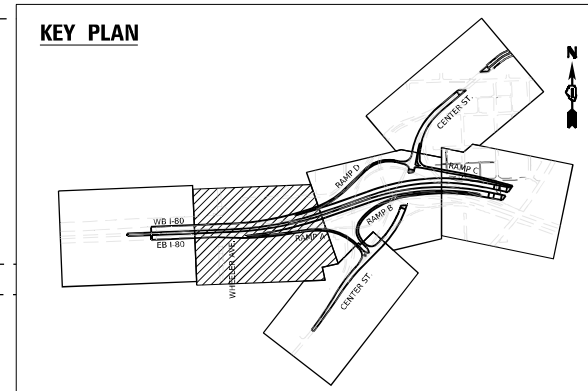 KEY PLAN
N
CENTER ST.
RAMP C
RAMP D
RAMP B
WB I-80
EB I-80
RAMP A
WHEELER AVE.
CENTER ST.